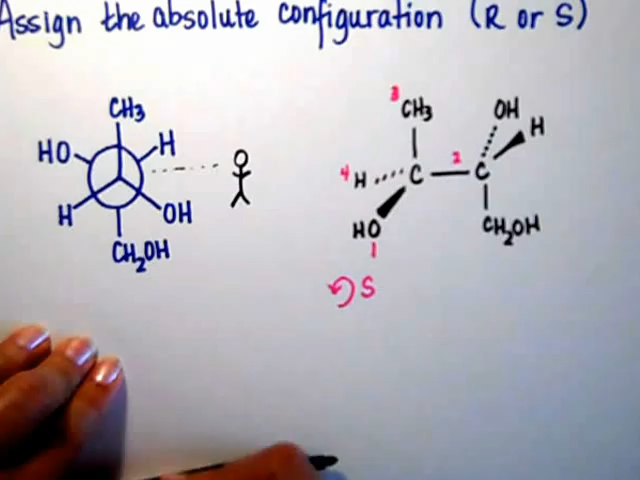 Assign the absolute configuration (R or S)
CH3
HO H
H OH
CH2OH
3
CH3 OH
H
4 H C 2 C
HO CH2OH
1
S